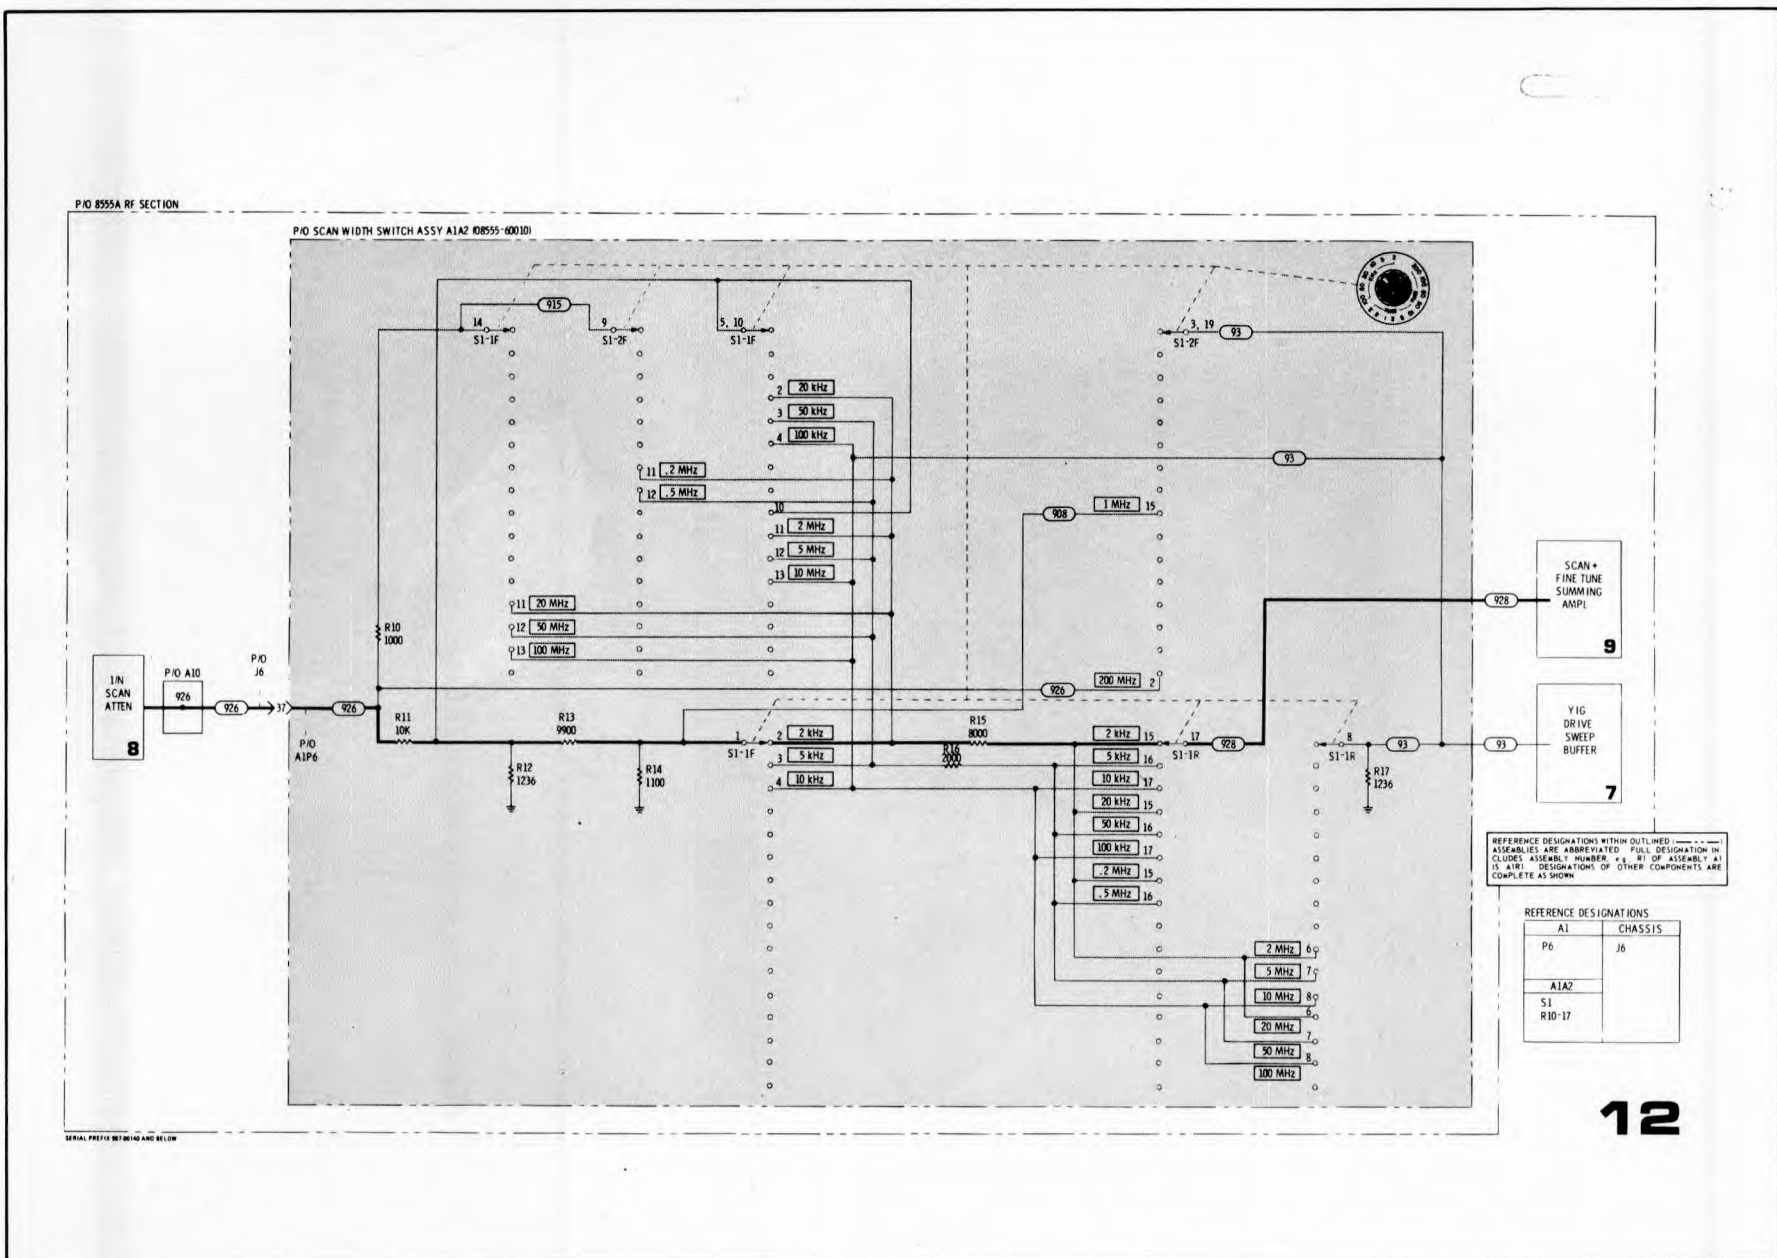 P/O 8555A RF SECTION
P/O SCAN WIDTH SWITCH ASSY A1A2 (08555-60010)
915
14
S1-1F
9
S1-2F
5, 10
S1-1F
3, 19
S1-2F
93
2 20 kHz
3 50 kHz
4 100 kHz
93
11 .2 MHz
12 .5 MHz
10
11 2 MHz
12 5 MHz
13 10 MHz
908
1 MHz 15
11 20 MHz
12 50 MHz
13 100 MHz
R10
1000
926
200 MHz 2
1/N
SCAN
ATTEN
8
P/O A10
926
926
P/O
J6
37
926
P/O
A1P6
R11
10K
R13
9900
R12
1236
R14
1100
1
S1-1F
2 2 kHz
3 5 kHz
4 10 kHz
R15
8000
R16
2000
2 kHz 15
5 kHz 16
10 kHz 17
20 kHz 15
50 kHz 16
100 kHz 17
.2 MHz 15
.5 MHz 16
17
S1-1R
928
8
S1-1R
93
93
R17
1236
2 MHz 6
5 MHz 7
10 MHz 8
6
20 MHz
7
50 MHz
8
100 MHz
928
SCAN +
FINE TUNE
SUMMING
AMPL
9
YIG
DRIVE
SWEEP
BUFFER
7
REFERENCE DESIGNATIONS WITHIN OUTLINED (— - - —)
ASSEMBLIES ARE ABBREVIATED FULL DESIGNATION IN
CLUDES ASSEMBLY NUMBER, e.g. R1 OF ASSEMBLY A1
IS A1R1 DESIGNATIONS OF OTHER COMPONENTS ARE
COMPLETE AS SHOWN
REFERENCE DESIGNATIONS
A1 CHASSIS
P6 J6
A1A2
S1
R10-17
12
SERIAL PREFIX 987-00140 AND BELOW